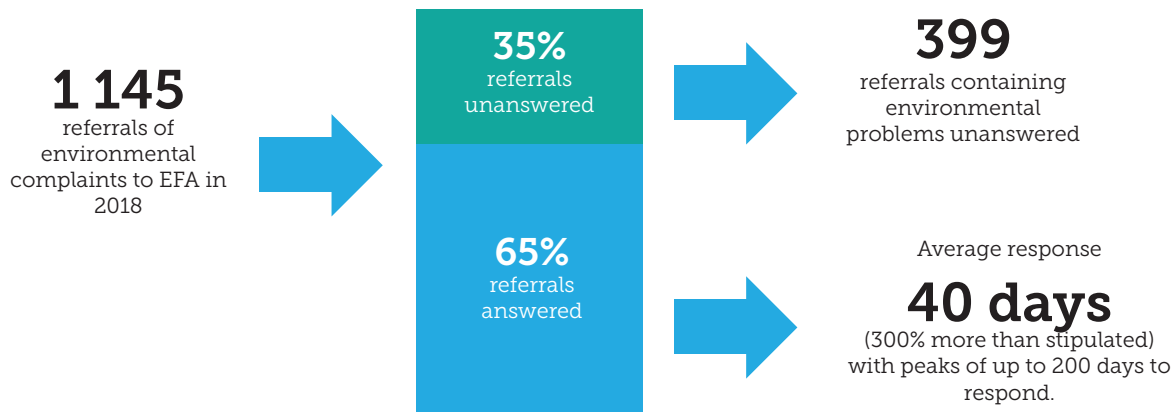 1 145
referrals of
environmental
complaints to EFA in
2018
35%
referrals
unanswered
65%
referrals
answered
399
referrals containing
environmental
problems unanswered
Average response
40 days
(300% more than stipulated)
with peaks of up to 200 days to
respond.